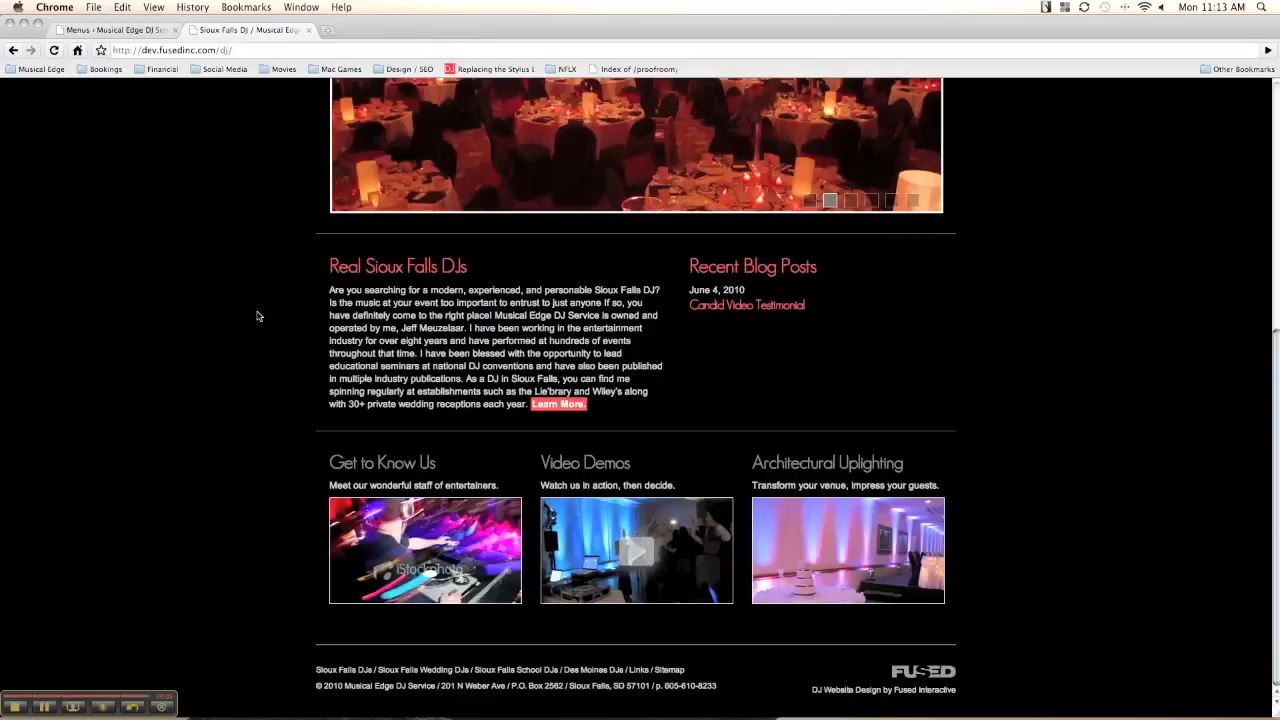 Chrome File Edit View History Bookmarks Window Help Mon 11:13 AM
Menus ‹ Musical Edge DJ Serv Sioux Falls DJ / Musical Edge
http://dev.fusedinc.com/dj/
Musical Edge Bookings Financial Social Media Movies Mac Games Design / SEO Replacing the Stylus I NFLX Index of /proofroom/ Other Bookmarks
Real Sioux Falls DJs
Are you searching for a modern, experienced, and personable Sioux Falls DJ?
Is the music at your event too important to entrust to just anyone If so, you
have definitely come to the right place! Musical Edge DJ Service is owned and
operated by me, Jeff Meuzelaar. I have been working in the entertainment
industry for over eight years and have performed at hundreds of events
throughout that time. I have been blessed with the opportunity to lead
educational seminars at national DJ conventions and have also been published
in multiple industry publications. As a DJ in Sioux Falls, you can find me
spinning regularly at establishments such as the Lie'brary and Wiley's along
with 30+ private wedding receptions each year. Learn More.
Recent Blog Posts
June 4, 2010
Candid Video Testimonial
Get to Know Us
Meet our wonderful staff of entertainers.
iStockphoto
Video Demos
Watch us in action, then decide.
Architectural Uplighting
Transform your venue, impress your guests.
Sioux Falls DJs / Sioux Falls Wedding DJs / Sioux Falls School DJs / Des Moines DJs / Links / Sitemap
© 2010 Musical Edge DJ Service / 201 N Weber Ave / P.O. Box 2562 / Sioux Falls, SD 57101 / p. 605-610-8233
FUSED
DJ Website Design by Fused Interactive